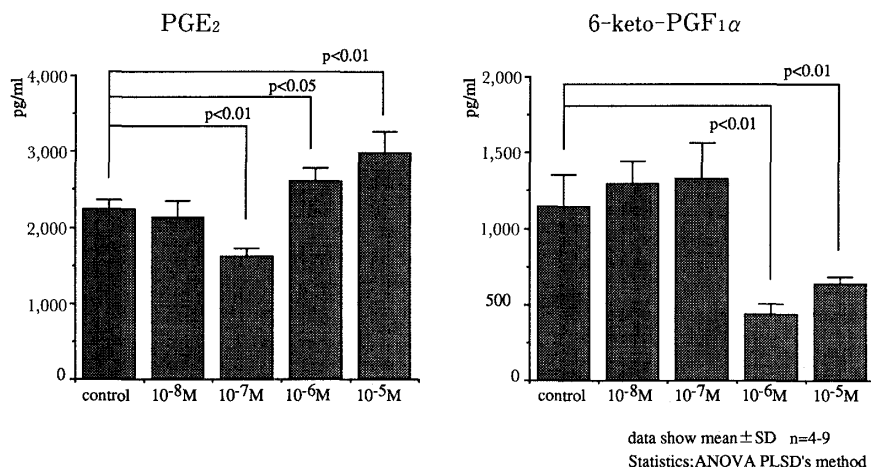 PGE₂
p<0.01
4,000
pg/ml
p<0.05
p<0.01
3,000
2,000
1,000
0
control 10-8M 10-7M 10-6M 10-5M
6-keto-PGF₁α
2,000
pg/ml
p<0.01
p<0.01
1,500
1,000
500
0
control 10-8M 10-7M 10-6M 10-5M
data show mean±SD n=4-9
Statistics:ANOVA PLSD's method